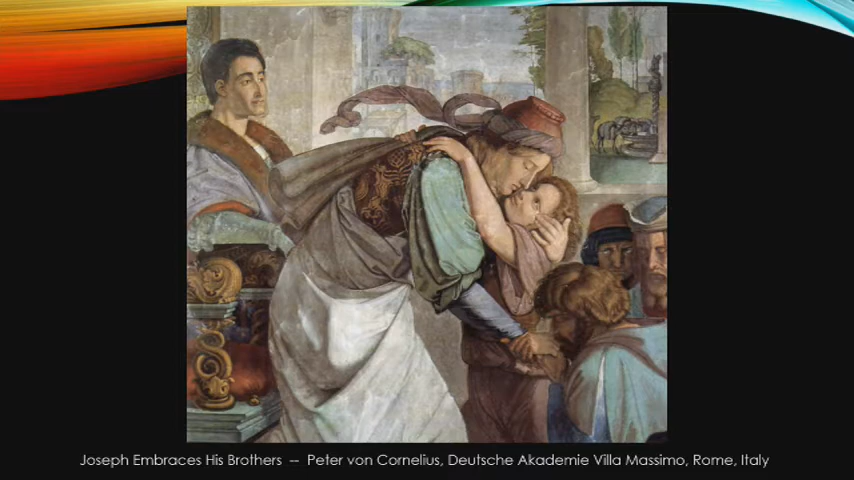 Joseph Embraces His Brothers -- Peter von Cornelius, Deutsche Akademie Villa Massimo, Rome, Italy